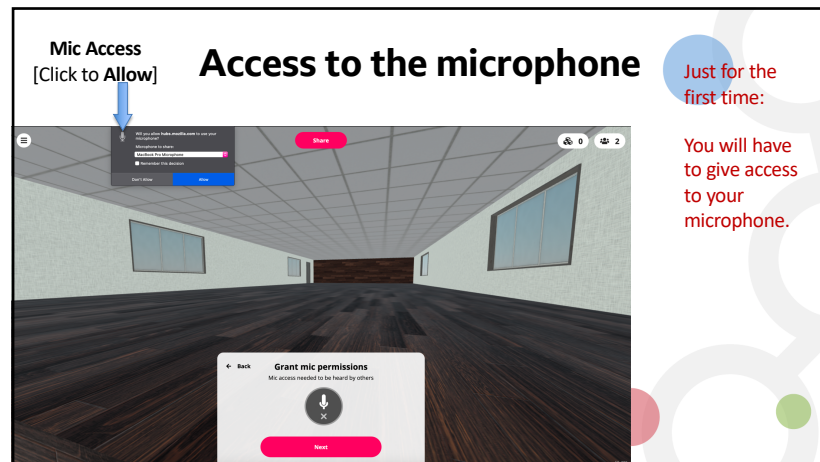 Mic Access
[Click to Allow]
Access to the microphone
Just for the
first time:
You will have
to give access
to your
microphone.
Will you allow hubs.mozilla.com to use your
microphone?
Microphone to share:
MacBook Pro Microphone
Remember this decision
Don't Allow
Allow
Share
0
2
Back
Grant mic permissions
Mic access needed to be heard by others
Next